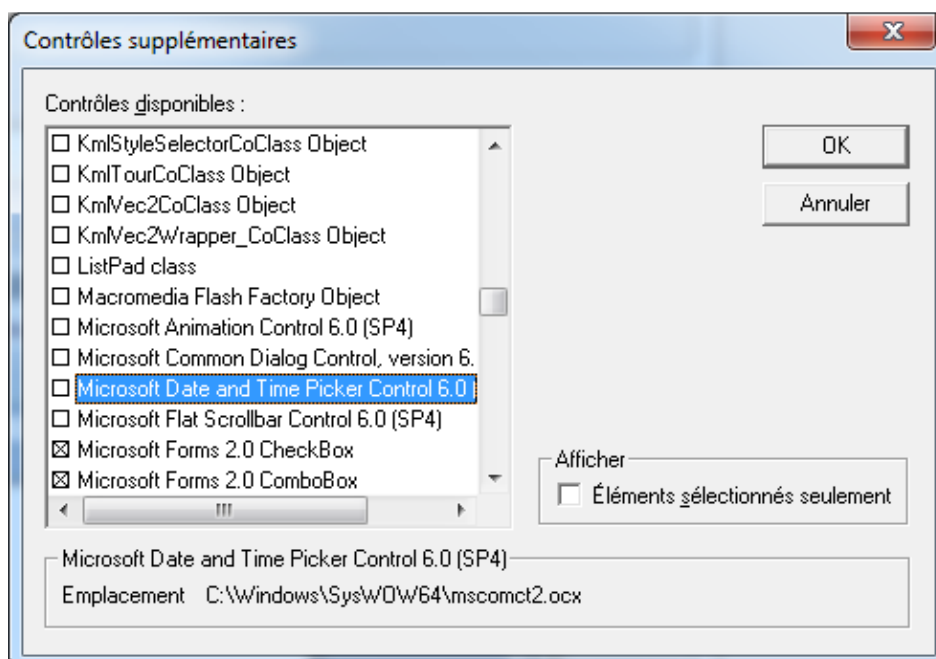 Contrôles supplémentaires
Contrôles disponibles :
KmlStyleSelectorCoClass Object
KmlTourCoClass Object
KmlVec2CoClass Object
KmlVec2Wrapper_CoClass Object
ListPad class
Macromedia Flash Factory Object
Microsoft Animation Control 6.0 (SP4)
Microsoft Common Dialog Control, version 6.
Microsoft Date and Time Picker Control 6.0 (
Microsoft Flat Scrollbar Control 6.0 (SP4)
Microsoft Forms 2.0 CheckBox
Microsoft Forms 2.0 ComboBox
OK
Annuler
Afficher
Éléments sélectionnés seulement
Microsoft Date and Time Picker Control 6.0 (SP4)
Emplacement C:\Windows\SysWOW64\mscomct2.ocx